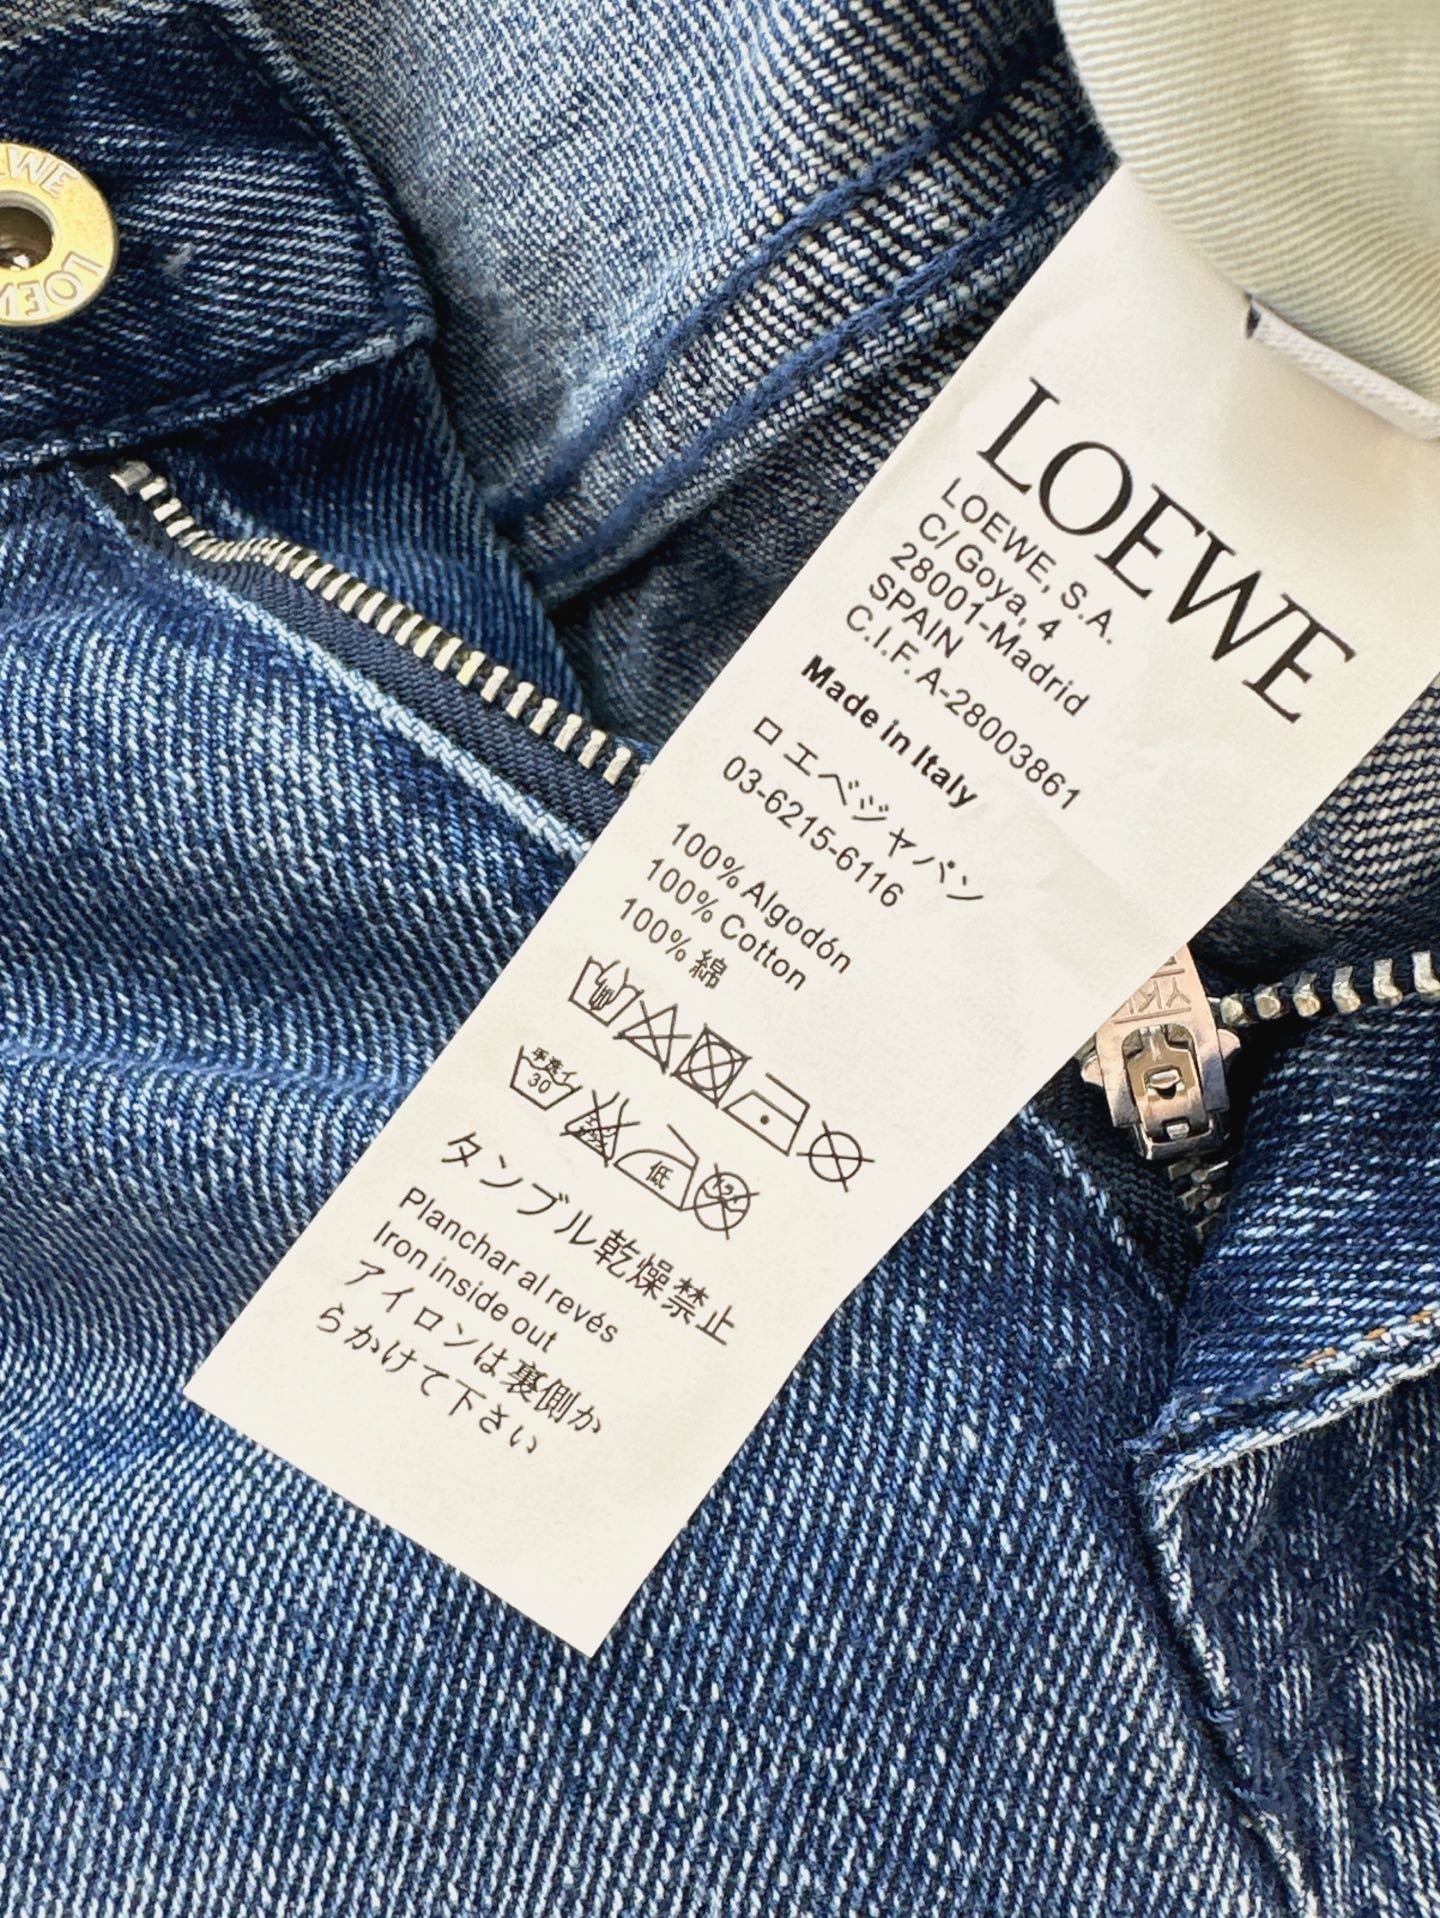 LOEWE
LOEWE, S.A.
C/ Goya, 4
28001-Madrid
SPAIN
C.I.F. A-28003861
Made in Italy
ロエベジャパン
03-6215-6116
100% Algodón
100% Cotton
100% 綿
手洗イ
30
低
タンブル乾燥禁止
Planchar al revés
Iron inside out
アイロンは裏側か
らかけて下さい
LOEWE
YKK